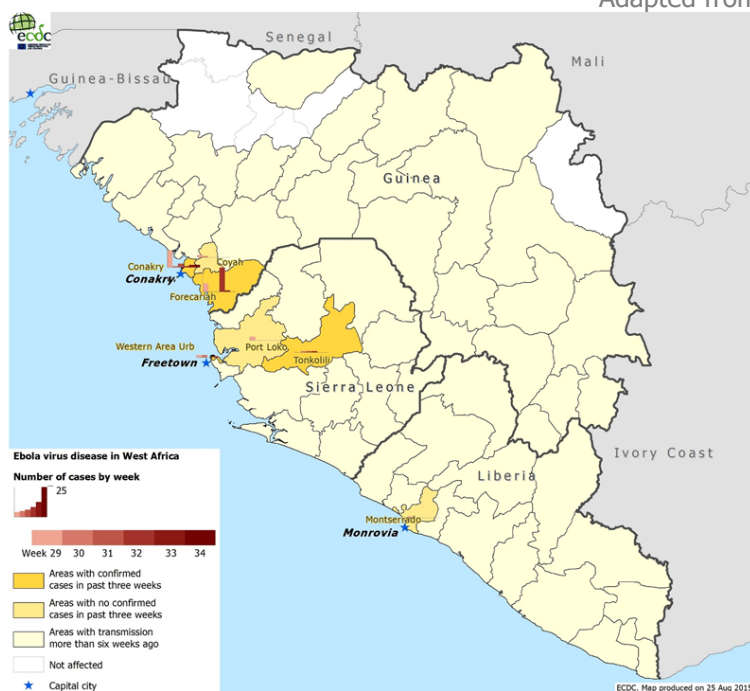 Adapted from
ecdc
Senegal
Mali
Guinea-Bissau
Guinea
Conakry
Coyah
Conakry
Forecariah
Western Area Urb
Port Loko
Freetown
Tonkolili
Sierra Leone
Ivory Coast
Liberia
Montserrado
Monrovia
Ebola virus disease in West Africa
Number of cases by week
25
Week 29 30 31 32 33 34
Areas with confirmed
cases in past three weeks
Areas with no confirmed
cases in past three weeks
Areas with transmission
more than six weeks ago
Not affected
Capital city
ECDC. Map produced on 25 Aug 2015